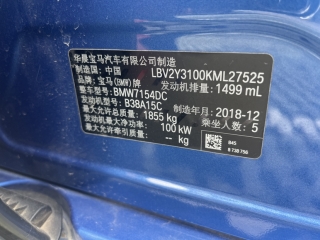 华晨宝马汽车有限公司制造
制造国：中国 LBV2Y3100KML27525
品牌：宝马(BMW)牌 发动机排量：1499 mL
整车型号：BMW7154DC
发动机型号：B38A15C 制造年月：2018-12
最大允许总质量：1855 kg 乘坐人数：5
发动机最大净功率：100 kW
最大允许牵引质量：-- kg
845
8 738 756